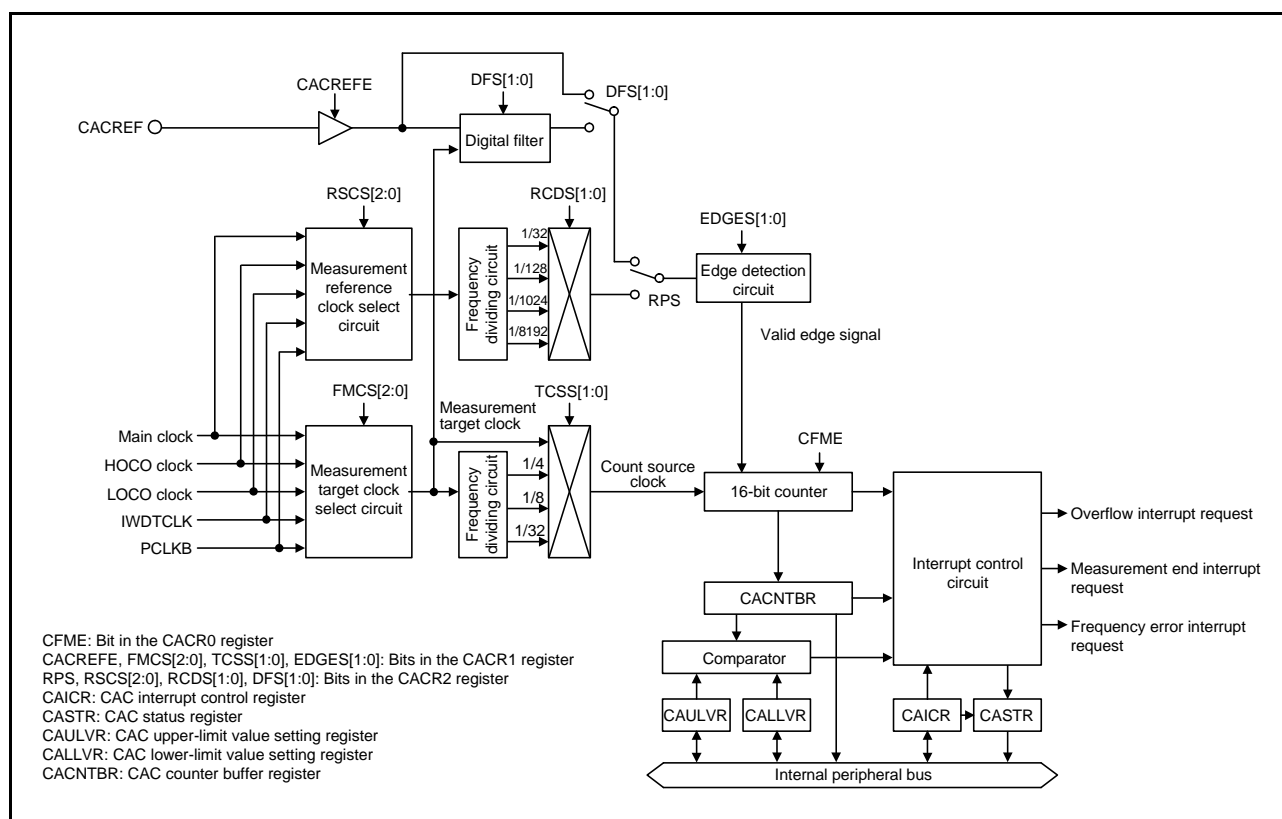 CACREFE
DFS[1:0]
DFS[1:0]
CACREF
Digital filter
RSCS[2:0]
RCDS[1:0]
EDGES[1:0]
Measurement
reference
clock select
circuit
Frequency
dividing circuit
1/32
1/128
1/1024
1/8192
RPS
Edge detection
circuit
Valid edge signal
FMCS[2:0]
TCSS[1:0]
Measurement
target clock
CFME
Main clock
HOCO clock
LOCO clock
IWDTCLK
PCLKB
Measurement
target clock
select circuit
Frequency
dividing circuit
1/4
1/8
1/32
Count source
clock
16-bit counter
Interrupt control
circuit
Overflow interrupt request
Measurement end interrupt
request
Frequency error interrupt
request
CACNTBR
Comparator
CAULVR
CALLVR
CAICR
CASTR
Internal peripheral bus
CFME: Bit in the CACR0 register
CACREFE, FMCS[2:0], TCSS[1:0], EDGES[1:0]: Bits in the CACR1 register
RPS, RSCS[2:0], RCDS[1:0], DFS[1:0]: Bits in the CACR2 register
CAICR: CAC interrupt control register
CASTR: CAC status register
CAULVR: CAC upper-limit value setting register
CALLVR: CAC lower-limit value setting register
CACNTBR: CAC counter buffer register